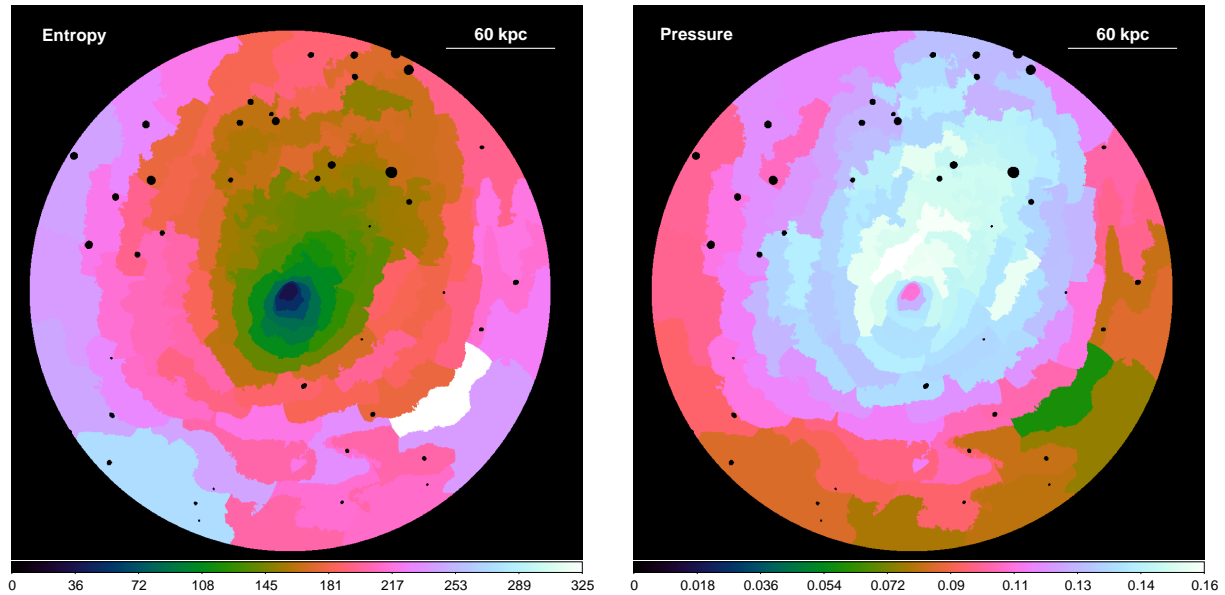 Entropy
60 kpc
0 36 72 108 145 181 217 253 289 325
Pressure
60 kpc
0 0.018 0.036 0.054 0.072 0.09 0.11 0.13 0.14 0.16